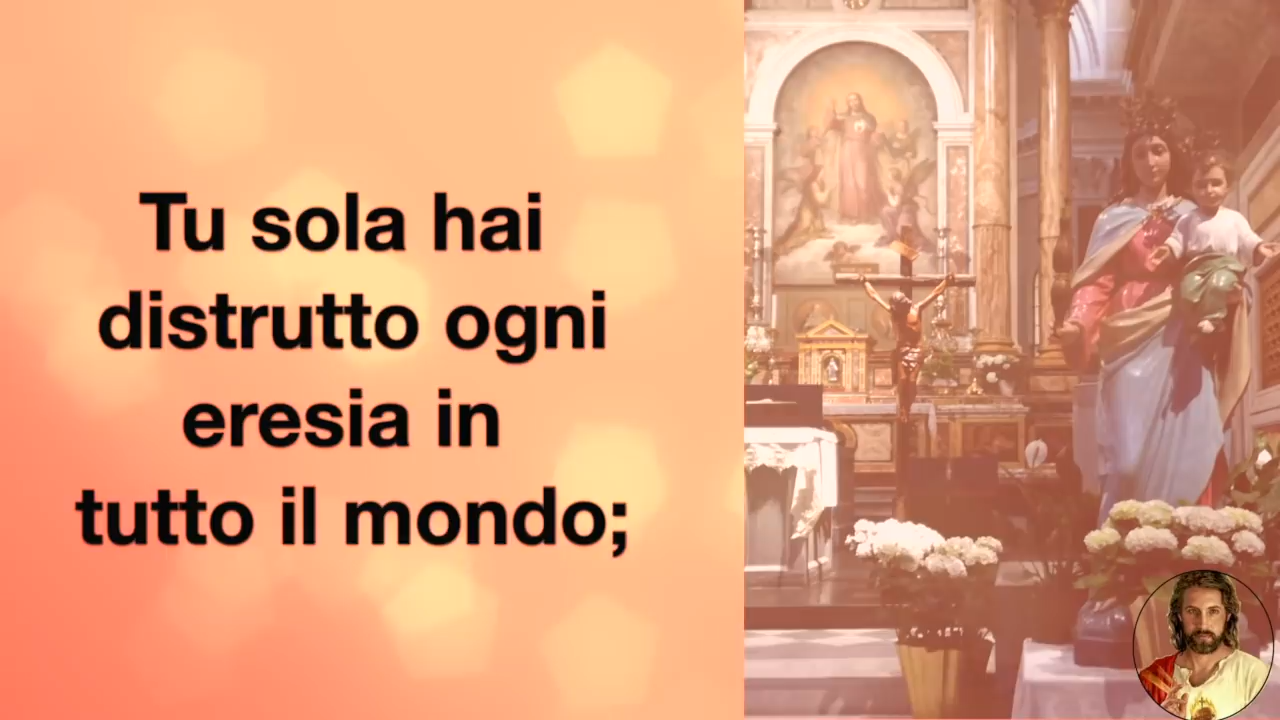 Tu sola hai
distrutto ogni
eresia in
tutto il mondo;